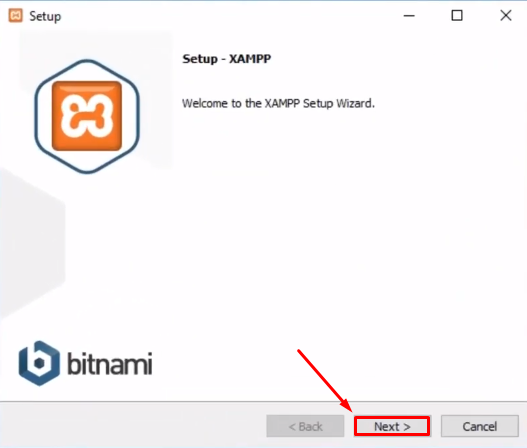 Setup
Setup - XAMPP
Welcome to the XAMPP Setup Wizard.
bitnami
< Back
Next >
Cancel